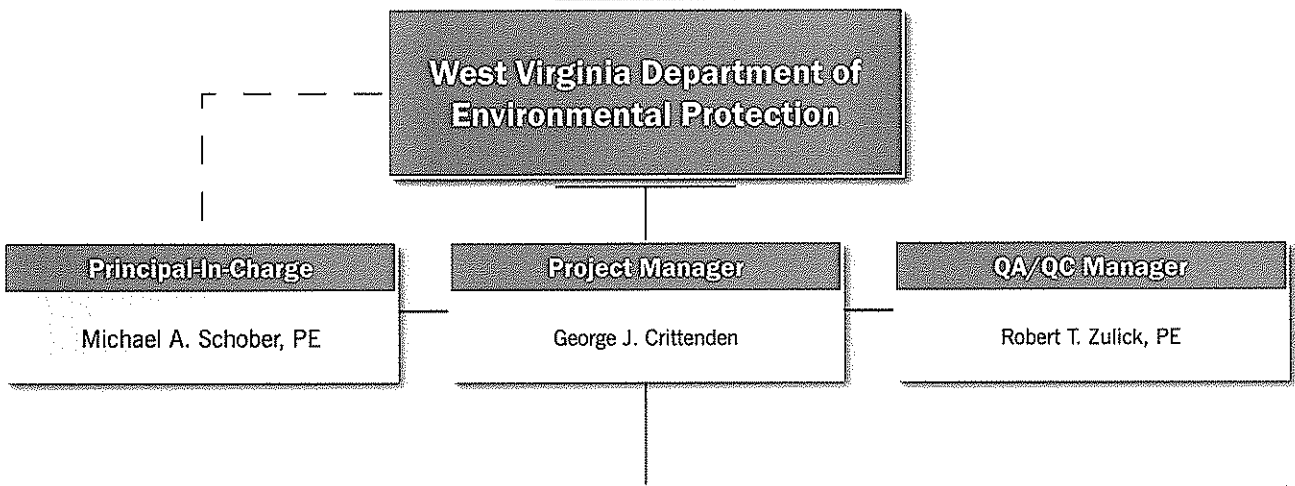 West Virginia Department of
Environmental Protection
Principal-In-Charge
Michael A. Schober, PE
Project Manager
George J. Crittenden
QA/QC Manager
Robert T. Zulick, PE